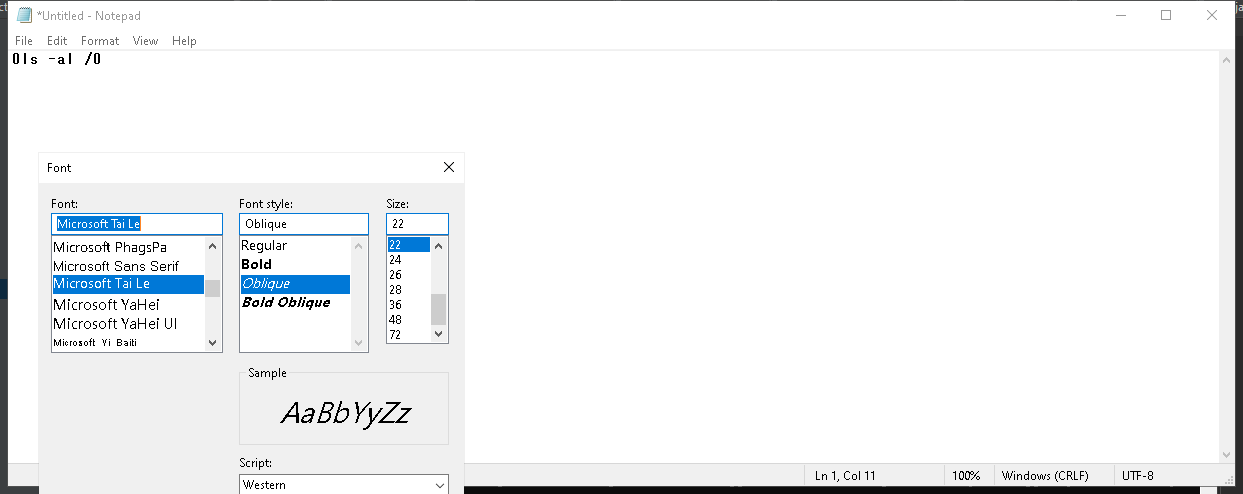 *Untitled - Notepad
File Edit Format View Help
0ls -al /0
Font
Font: Font style: Size:
Microsoft Tai Le Oblique 22
Microsoft PhagsPa Regular 22
Microsoft Sans Serif Bold 24
Microsoft Tai Le Oblique 26
Microsoft YaHei Bold Oblique 28
Microsoft YaHei UI 36
Microsoft Yi Baiti 48
72
Sample
AaBbYyZz
Script:
Western
Ln 1, Col 11 100% Windows (CRLF) UTF-8